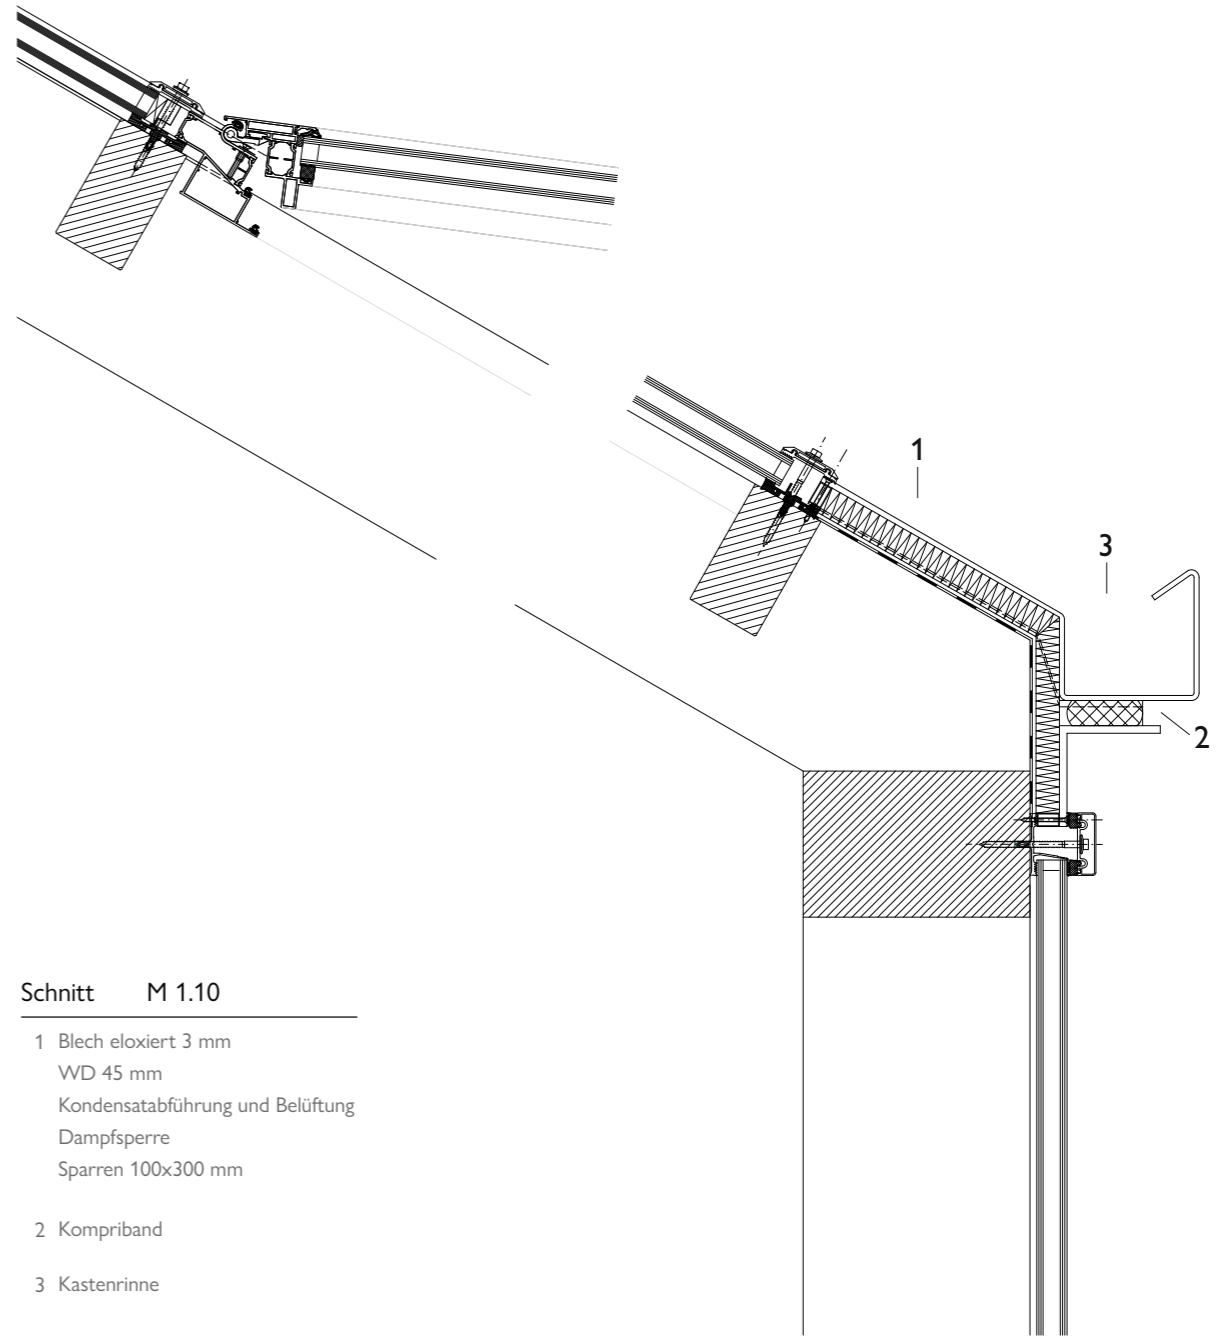 1
3
2
Schnitt M 1.10
1 Blech eloxiert 3 mm
WD 45 mm
Kondensatabführung und Belüftung
Dampfsperre
Sparren 100x300 mm
2 Kompriband
3 Kastenrinne